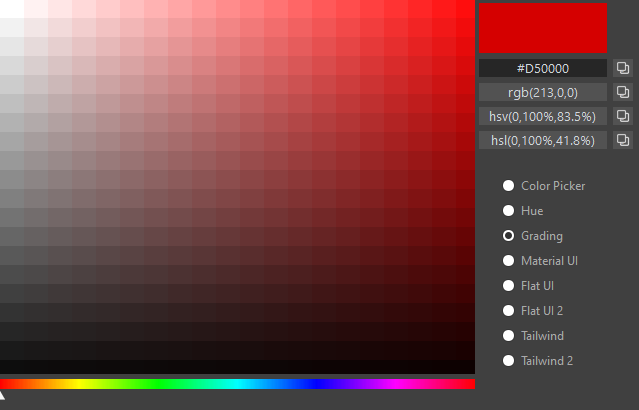 #D50000
rgb(213,0,0)
hsv(0,100%,83.5%)
hsl(0,100%,41.8%)
Color Picker
Hue
Grading
Material UI
Flat UI
Flat UI 2
Tailwind
Tailwind 2